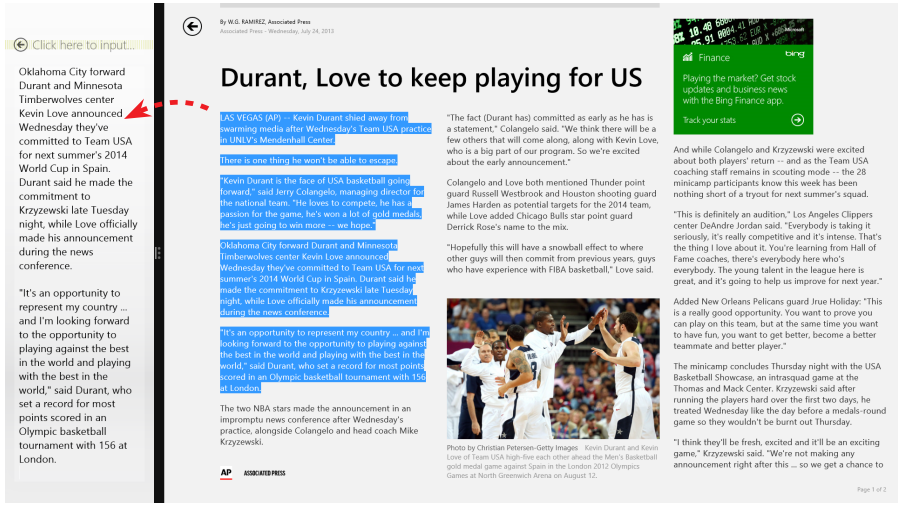 Click here to input...
Oklahoma City forward
Durant and Minnesota
Timberwolves center
Kevin Love announced
Wednesday they've
committed to Team USA
for next summer's 2014
World Cup in Spain.
Durant said he made the
commitment to
Krzyzewski late Tuesday
night, while Love officially
made his announcement
during the news
conference.
"It's an opportunity to
represent my country ...
and I'm looking forward
to the opportunity to
playing against the best
in the world and playing
with the best in the
world," said Durant, who
set a record for most
points scored in an
Olympic basketball
tournament with 156 at
London.
By W.G. RAMIREZ, Associated Press
Associated Press - Wednesday, July 24, 2013
Durant, Love to keep playing for US
LAS VEGAS (AP) -- Kevin Durant shied away from
swarming media after Wednesday's Team USA practice
in UNLV's Mendenhall Center.
There is one thing he won't be able to escape.
"Kevin Durant is the face of USA basketball going
forward," said Jerry Colangelo, managing director for
the national team. "He loves to compete, he has a
passion for the game, he's won a lot of gold medals,
he's just going to win more -- we hope."
Oklahoma City forward Durant and Minnesota
Timberwolves center Kevin Love announced
Wednesday they've committed to Team USA for next
summer's 2014 World Cup in Spain. Durant said he
made the commitment to Krzyzewski late Tuesday
night, while Love officially made his announcement
during the news conference.
"It's an opportunity to represent my country ... and I'm
looking forward to the opportunity to playing against
the best in the world and playing with the best in the
world," said Durant, who set a record for most points
scored in an Olympic basketball tournament with 156
at London.
The two NBA stars made the announcement in an
impromptu news conference after Wednesday's
practice, alongside Colangelo and head coach Mike
Krzyzewski.
AP ASSOCIATED PRESS
"The fact (Durant has) committed as early as he has is
a statement," Colangelo said. "We think there will be a
few others that will come along, along with Kevin Love,
who is a big part of our program. So we're excited
about the early announcement."
Colangelo and Love both mentioned Thunder point
guard Russell Westbrook and Houston shooting guard
James Harden as potential targets for the 2014 team,
while Love added Chicago Bulls star point guard
Derrick Rose's name to the mix.
"Hopefully this will have a snowball effect to where
other guys will then commit from previous years, guys
who have experience with FIBA basketball," Love said.
Photo by Christian Petersen-Getty Images Kevin Durant and Kevin
Love of Team USA high-five each other ahead the Men's Basketball
gold medal game against Spain in the London 2012 Olympics
Games at North Greenwich Arena on August 12.
Microsoft
Finance
bing
Playing the market? Get stock
updates and business news
with the Bing Finance app.
Track your stats
And while Colangelo and Krzyzewski were excited
about both players' return -- and as the Team USA
coaching staff remains in scouting mode -- the 28
minicamp participants know this week has been
nothing short of a tryout for next summer's squad.
"This is definitely an audition," Los Angeles Clippers
center DeAndre Jordan said. "Everybody is taking it
seriously, it's really competitive and it's intense. That's
the thing I love about it. You're learning from Hall of
Fame coaches, there's everybody here who's
everybody. The young talent in the league here is
great, and it's going to help us improve for next year."
Added New Orleans Pelicans guard Jrue Holiday: "This
is a really good opportunity. You want to prove you
can play on this team, but at the same time you want
to have fun, you want to get better, become a better
teammate and better player."
The minicamp concludes Thursday night with the USA
Basketball Showcase, an intrasquad game at the
Thomas and Mack Center. Krzyzewski said after
running the players hard over the first two days, he
treated Wednesday like the day before a medals-round
game so they wouldn't be burnt out Thursday.
"I think they'll be fresh, excited and it'll be an exciting
game," Krzyzewski said. "We're not making any
announcement right after this ... so we get a chance to
Page 1 of 2